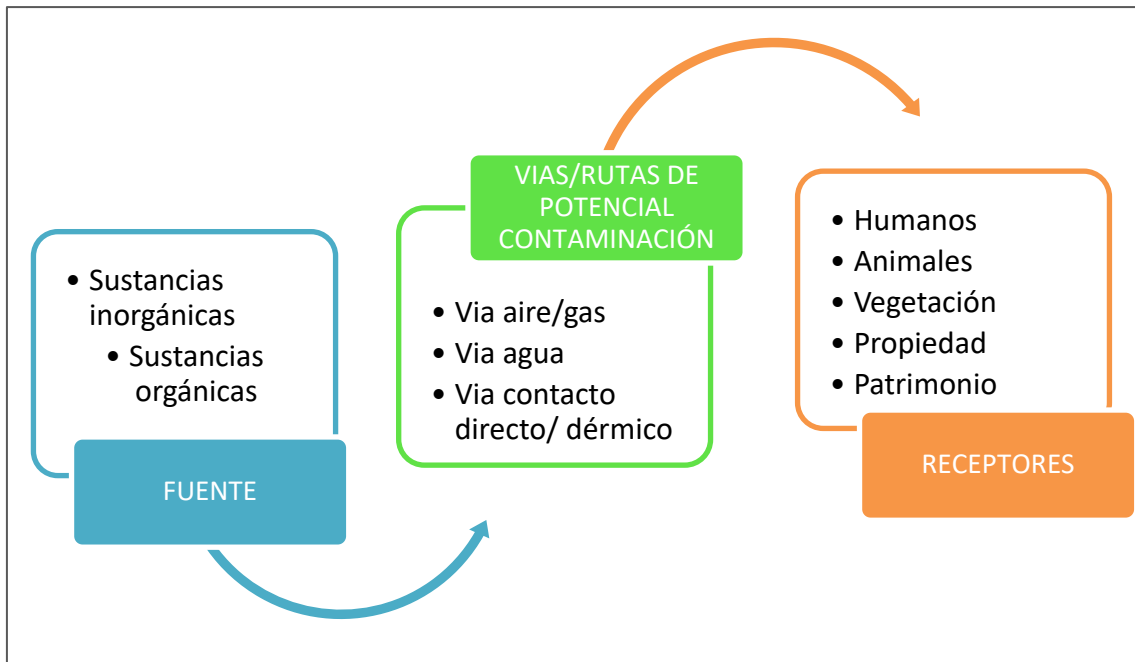 • Sustancias
inorgánicas
• Sustancias
orgánicas
FUENTE
VIAS/RUTAS DE
POTENCIAL
CONTAMINACIÓN
• Via aire/gas
• Via agua
• Via contacto
directo/ dérmico
• Humanos
• Animales
• Vegetación
• Propiedad
• Patrimonio
RECEPTORES